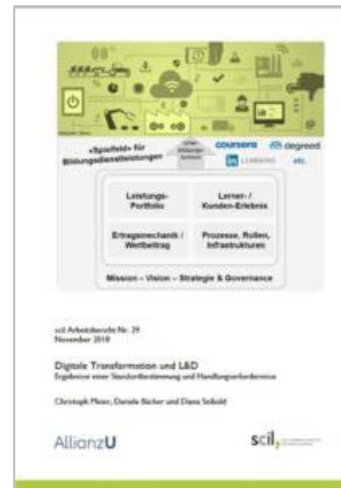 coursera degreed
«Spielfeld» für
Bildungsdienstleistungen
in LEARNING etc.
Leistungs-
Portfolio
Lerner- /
Kunden-Erlebnis
Ertragsmechanik /
Wertbeitrag
Prozesse, Rollen,
Infrastrukturen
Mission – Vision – Strategie & Governance
scil Arbeitsbericht Nr. 29
November 2018
Digitale Transformation und L&D
Ergebnisse einer Standortbestimmung und Handlungserfordernisse
Christoph Meier, Daniela Bäcker und Diana Seibold
AllianzU
scil,